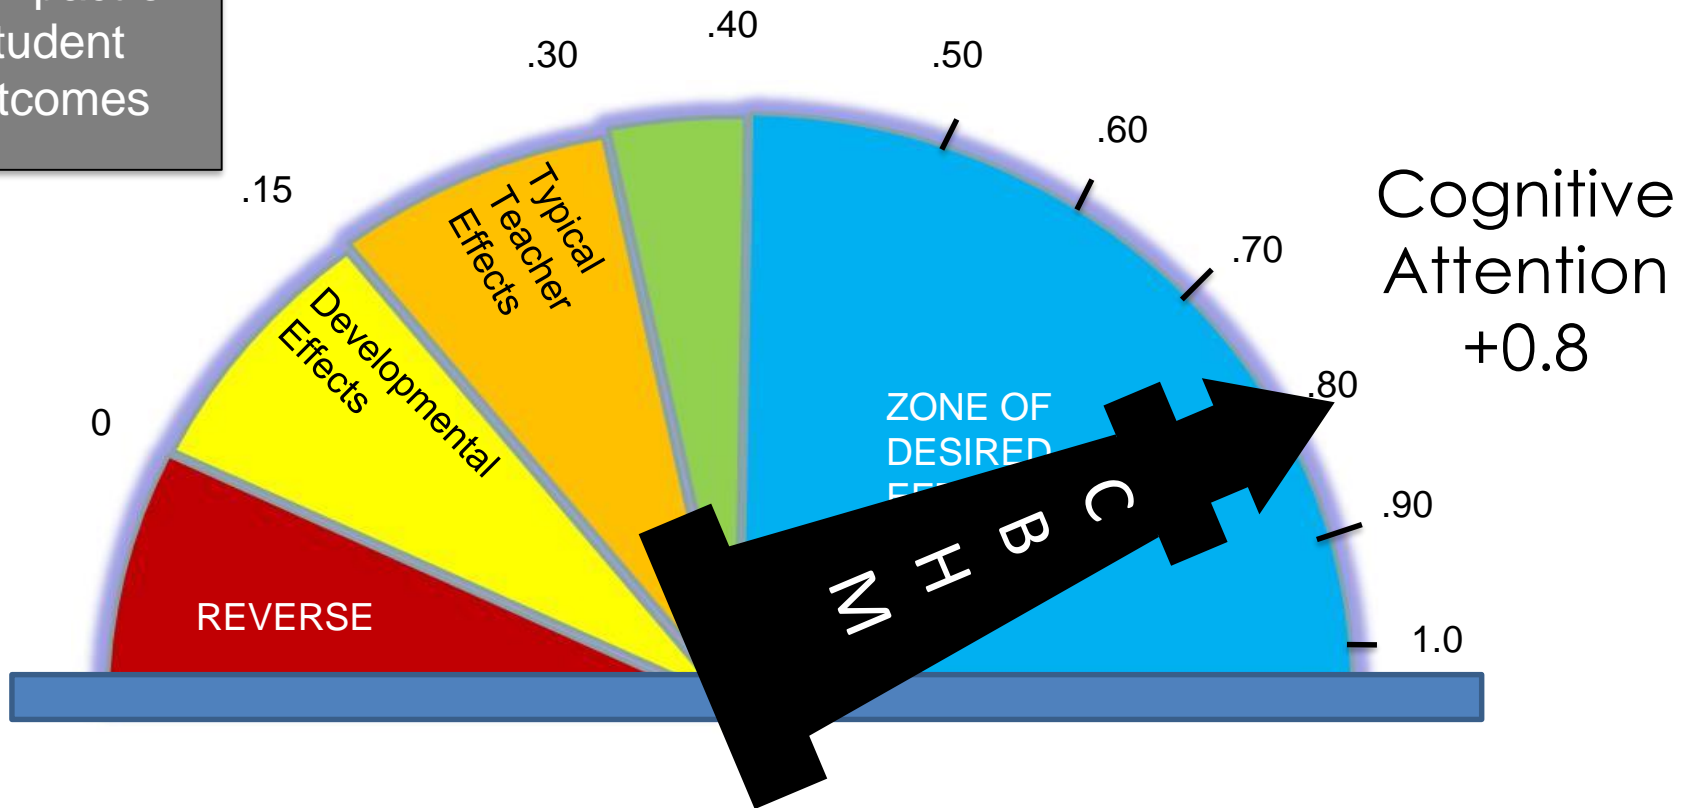 tudent
tcomes
0
.15
.30
.40
.50
.60
.70
.80
.90
1.0
REVERSE
Developmental
Effects
Typical
Teacher
Effects
ZONE OF
DESIRED
M H B C
Cognitive
Attention
+0.8